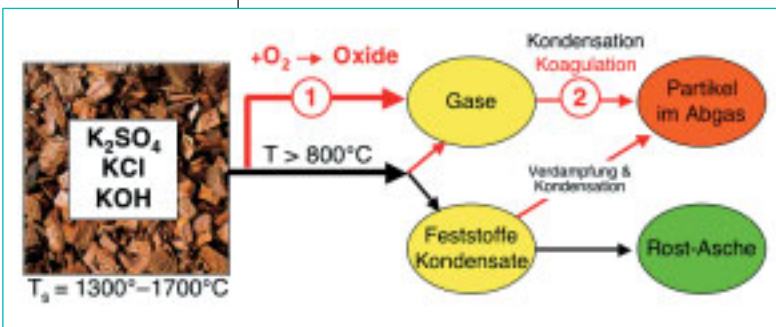 +O₂ → Oxide
1
K₂SO₄
KCl
KOH
T > 800°C
Gase
Kondensation
Koagulation
2
Partikel
im Abgas
Verdampfung &
Kondensation
Feststoffe
Kondensate
Rost-Asche
Tₛ = 1300°–1700°C